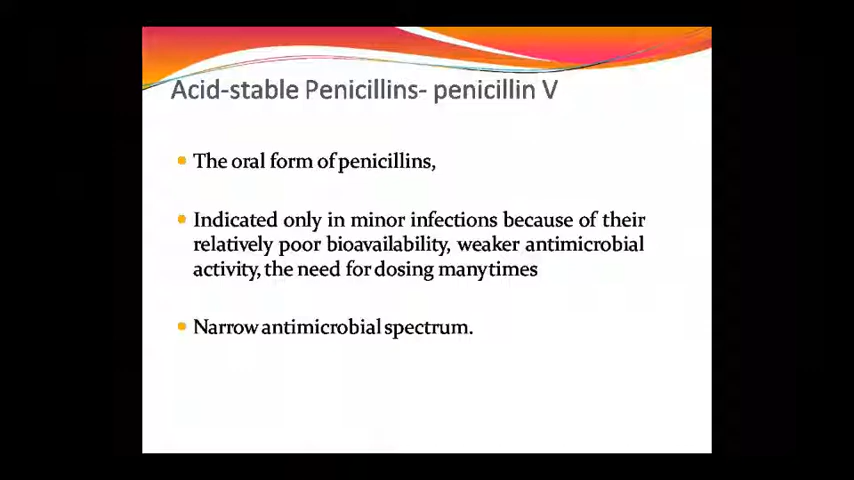 Acid-stable Penicillins- penicillin V
The oral form of penicillins,
Indicated only in minor infections because of their
relatively poor bioavailability, weaker antimicrobial
activity, the need for dosing manytimes
Narrow antimicrobial spectrum.